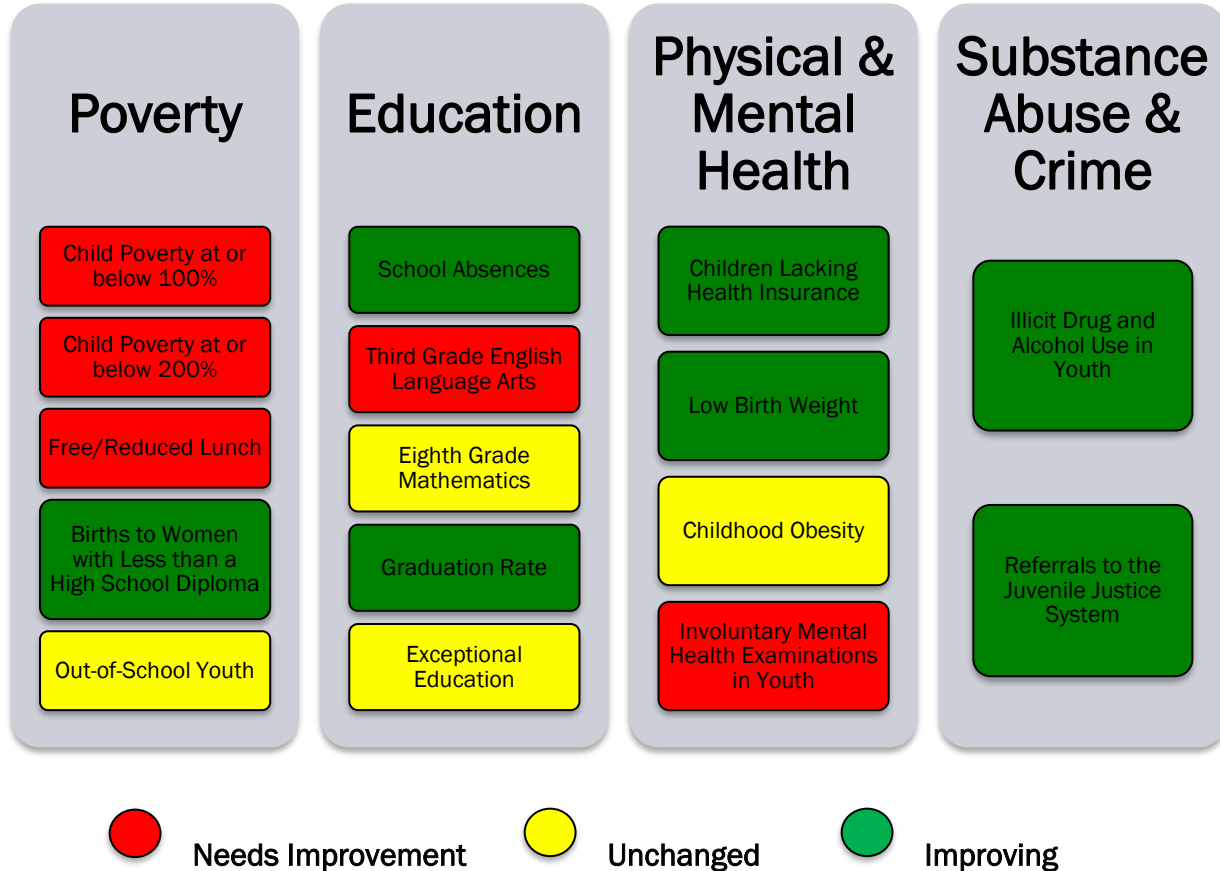 Poverty
Child Poverty at or
below 100%
Child Poverty at or
below 200%
Free/Reduced Lunch
Births to Women
with Less than a
High School Diploma
Out-of-School Youth
Education
School Absences
Third Grade English
Language Arts
Eighth Grade
Mathematics
Graduation Rate
Exceptional
Education
Physical &
Mental
Health
Children Lacking
Health Insurance
Low Birth Weight
Childhood Obesity
Involuntary Mental
Health Examinations
in Youth
Substance
Abuse &
Crime
Illicit Drug and
Alcohol Use in
Youth
Referrals to the
Juvenile Justice
System
Needs Improvement
Unchanged
Improving